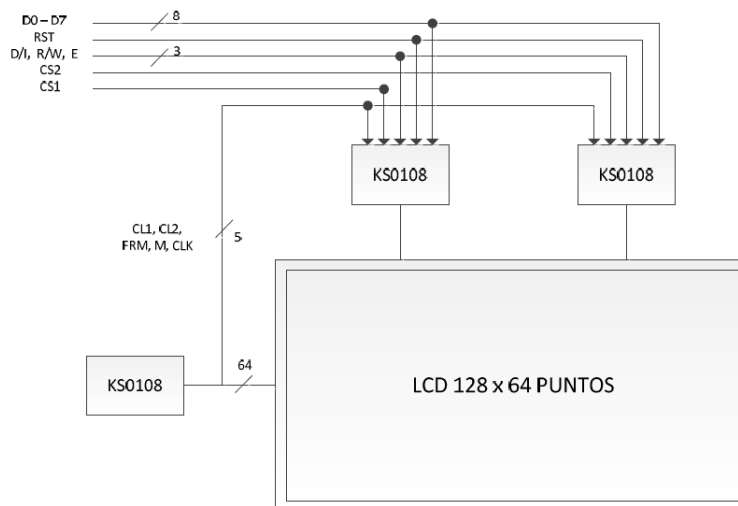 D0 – D7
8
RST
D/I, R/W, E
3
CS2
CS1
KS0108
KS0108
CL1, CL2,
FRM, M, CLK
5
KS0108
64
LCD 128 x 64 PUNTOS